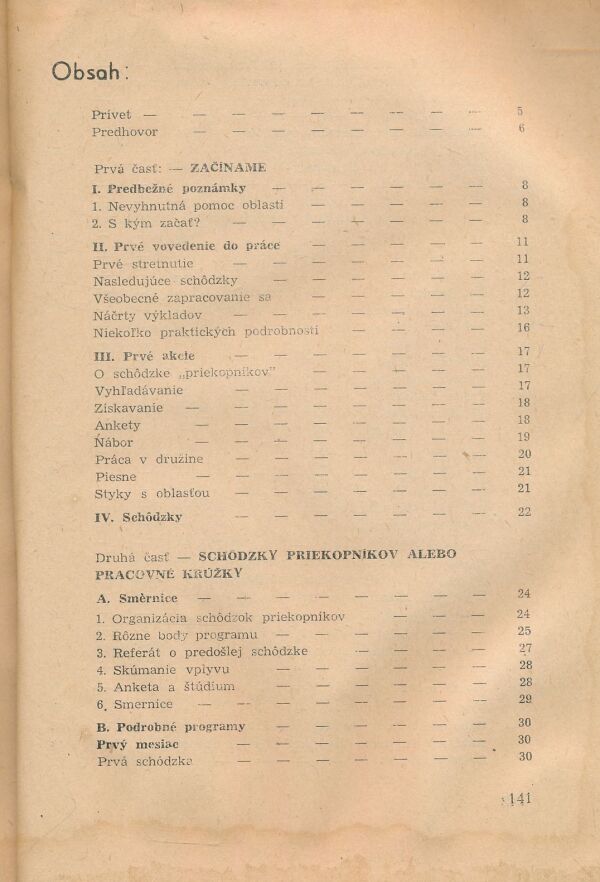 Obsah:
Privet — — — — — — — — — 5
Predhovor — — — — — — — — 6
Prvá časť: — ZAČÍNAME
I. Predbežné poznámky — — — — — — 8
1. Nevyhnutná pomoc oblastí — — — — — 8
2. S kým začať? — — — — — — — 8
II. Prvé vovedenie do práce — — — — — 11
Prvé stretnutie — — — — — — — 11
Nasledujúce schôdzky — — — — — — 12
Všeobecné zapracovanie sa — — — — — 12
Náčrty výkladov — — — — — — — 13
Niekoľko praktických podrobností — — — — 16
III. Prvé akcie — — — — — — — 17
O schôdzke „priekopníkov” — — — — — — 17
Vyhľadávanie — — — — — — — 17
Získavanie — — — — — — — — 18
Ankety — — — — — — — — 18
Nábor — — — — — — — — 19
Práca v družine — — — — — — — 20
Piesne — — — — — — — — 21
Styky s oblasťou — — — — — — — 21
IV. Schôdzky — — — — — — — 22
Druhá časť — SCHÔDZKY PRIEKOPNÍKOV ALEBO
PRACOVNÉ KRÚŽKY
A. Směrnice — — — — — — — — 24
1. Organizácia schôdzok priekopníkov — — — 24
2. Rôzne body programu — — — — — — 25
3. Referát o predošlej schôdzke — — — — 27
4. Skúmanie vplyvu — — — — — — 28
5. Anketa a štúdium — — — — — — 28
6. Smernice — — — — — — — — 29
B. Podrobné programy — — — — — — 30
Prvý mesiac — — — — — — — 30
Prvá schôdzka — — — — — — — 30
141